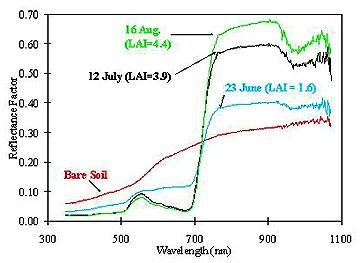 0.70
0.60
0.50
0.40
0.30
0.20
0.10
0.00
Reflectance Factor
16 Aug.
(LAI=4.4)
12 July (LAI=3.9)
23 June (LAI = 1.6)
Bare Soil
300 500 700 900 1100
Wavelength (nm)